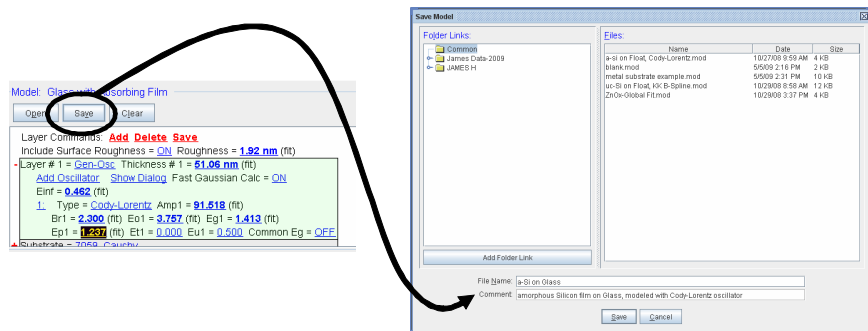 Model: Glass with Absorbing Film
Open Save Clear
Layer Commands: Add Delete Save
Include Surface Roughness = ON Roughness = 1.92 nm (fit)
- Layer # 1 = Gen-Osc Thickness # 1 = 51.06 nm (fit)
Add Oscillator Show Dialog Fast Gaussian Calc = ON
Einf = 0.462 (fit)
1: Type = Cody-Lorentz Amp1 = 91.518 (fit)
Br1 = 2.300 (fit) Eo1 = 3.757 (fit) Eg1 = 1.413 (fit)
Ep1 = 1.237 (fit) Et1 = 0.000 Eu1 = 0.500 Common Eg = OFF
+ Substrate = 7059_Cauchy
Save Model
Folder Links:
Common
James Data-2009
JAMES H
Add Folder Link
Files:
Name Date Size
a-si on Float, Cody-Lorentz.mod 10/27/08 9:59 AM 4 KB
blank.mod 5/5/09 2:16 PM 2 KB
metal substrate example.mod 5/5/09 2:31 PM 10 KB
uc-Si on Float, KK B-Spline.mod 10/29/08 8:58 AM 12 KB
ZnOx-Global Fit.mod 10/29/08 3:37 PM 4 KB
File Name: a-Si on Glass
Comment: amorphous Silicon film on Glass, modeled with Cody-Lorentz oscillator
Save Cancel